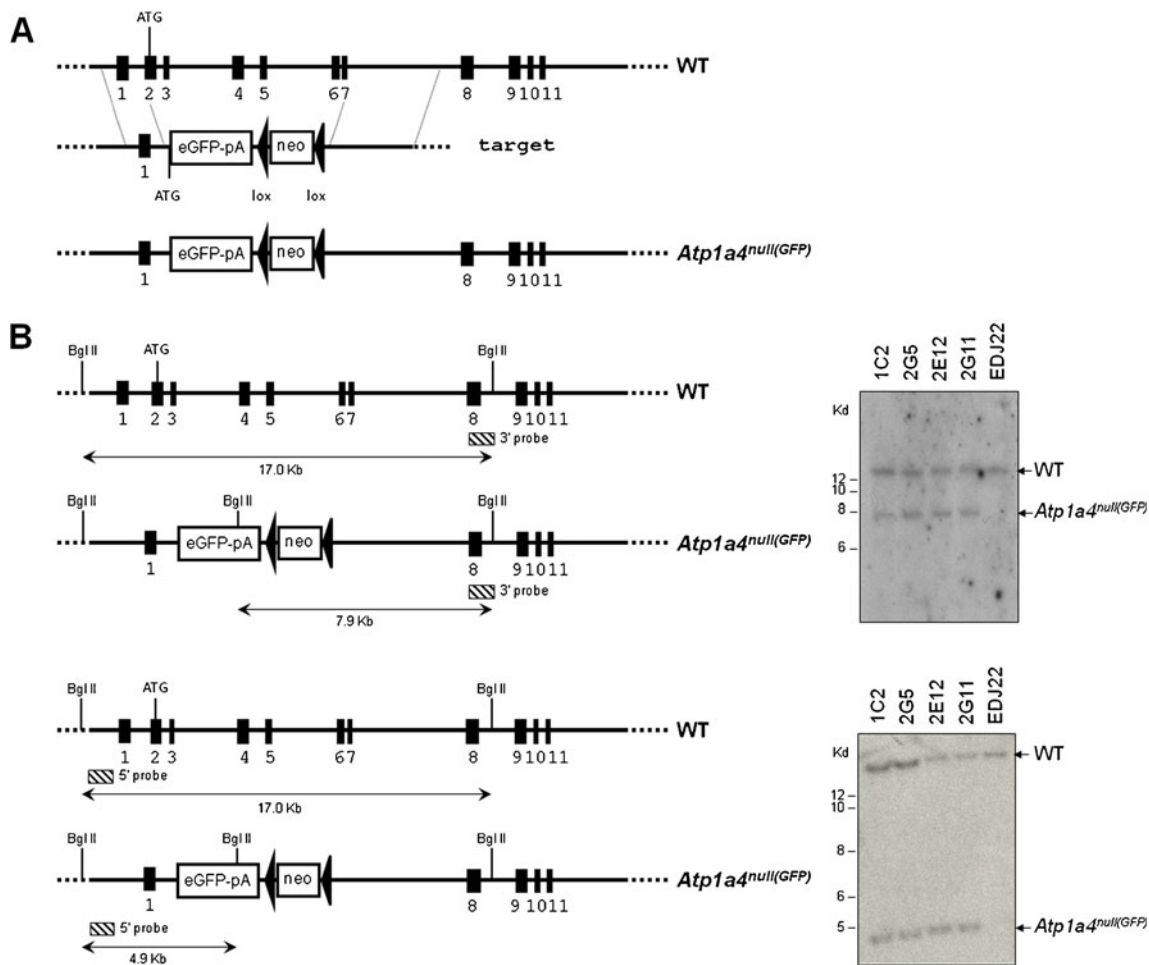 A
ATG
WT
1 2 3 4 5 67 8 91011
eGFP-pA neo target
1
ATG lox lox
eGFP-pA neo Atp1a4null(GFP)
1 8 91011
B
Bgl II ATG Bgl II
WT
1 2 3 4 5 67 8 91011
3' probe
17.0 Kb
Bgl II Bgl II Bgl II
eGFP-pA neo Atp1a4null(GFP)
1 8 91011
3' probe
7.9 Kb
1C2 2G5 2E12 2G11 EDJ22
Kd
WT
12
10
8
Atp1a4null(GFP)
6
Bgl II ATG Bgl II
WT
1 2 3 4 5 67 8 91011
5' probe
17.0 Kb
Bgl II Bgl II Bgl II
eGFP-pA neo Atp1a4null(GFP)
1 8 91011
5' probe
4.9 Kb
1C2 2G5 2E12 2G11 EDJ22
Kd
WT
12
10
8
6
5
Atp1a4null(GFP)